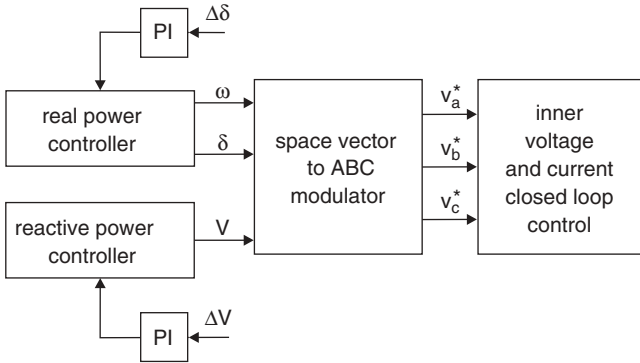 PI
Δδ
real power
controller
ω
δ
space vector
to ABC
modulator
v*a
v*b
v*c
inner
voltage
and current
closed loop
control
reactive power
controller
V
PI
ΔV